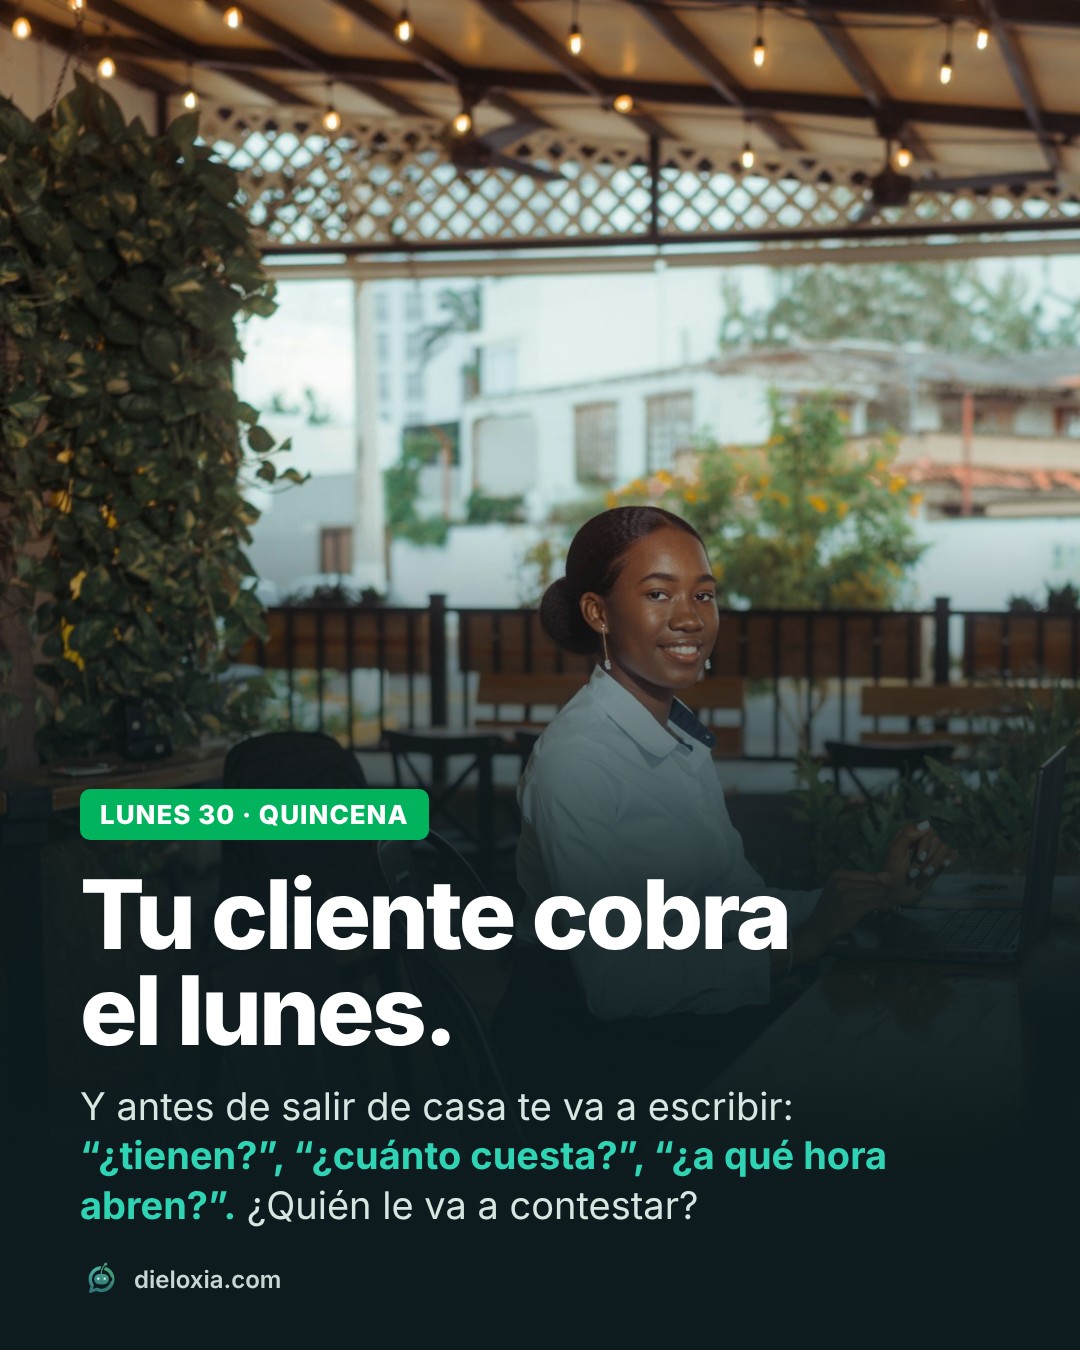 LUNES 30 · QUINCENA
Tu cliente cobra
el lunes.
Y antes de salir de casa te va a escribir:
“¿tienen?”, “¿cuánto cuesta?”, “¿a qué hora
abren?”. ¿Quién le va a contestar?
dieloxia.com